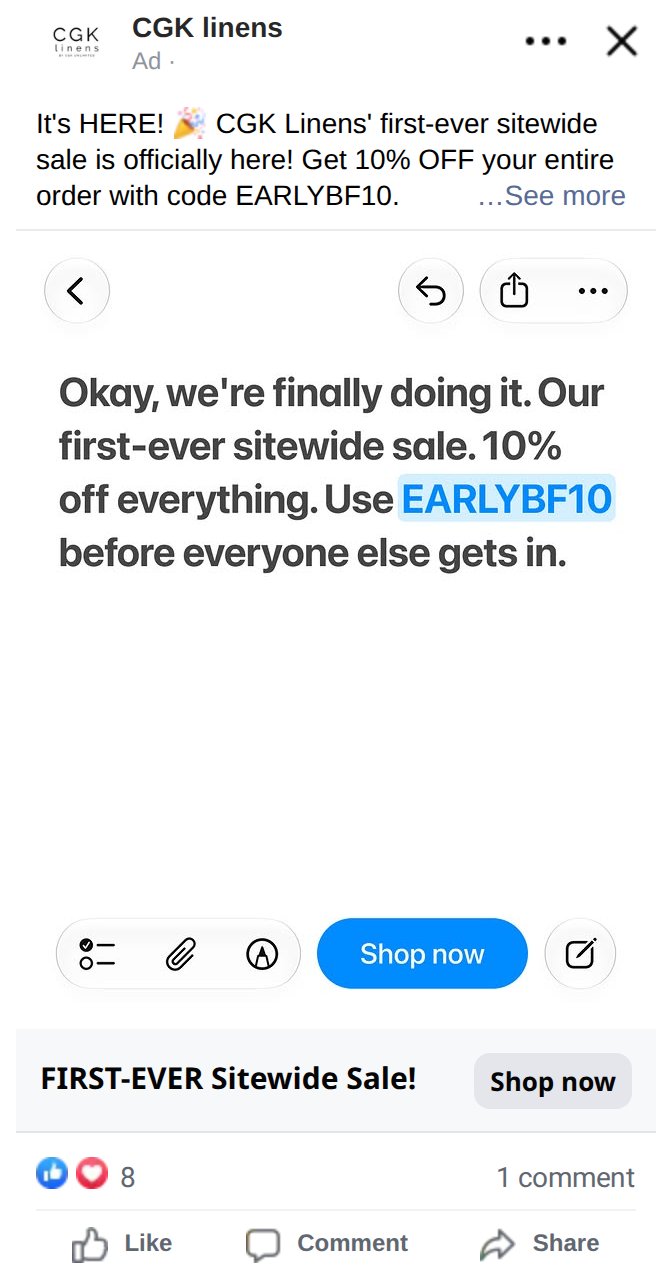 CGK
linens
CGK linens
Ad ·
It's HERE! 🎉 CGK Linens' first-ever sitewide
sale is officially here! Get 10% OFF your entire
order with code EARLYBF10. ...See more
Okay, we're finally doing it. Our
first-ever sitewide sale. 10%
off everything. Use EARLYBF10
before everyone else gets in.
Shop now
FIRST-EVER Sitewide Sale!
Shop now
8
1 comment
Like
Comment
Share